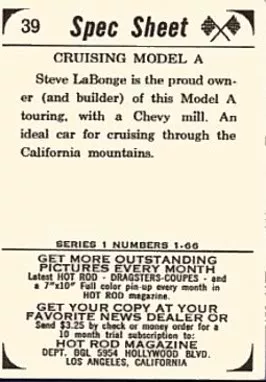 39 Spec Sheet
CRUISING MODEL A
Steve LaBonge is the proud own-
er (and builder) of this Model A
touring, with a Chevy mill. An
ideal car for cruising through the
California mountains.
SERIES 1 NUMBERS 1-66
GET MORE OUTSTANDING
PICTURES EVERY MONTH
Latest HOT ROD - DRAGSTERS-COUPES - and
a 7"x10" Full color pin-up every month in
HOT ROD magazine.
GET YOUR COPY AT YOUR
FAVORITE NEWS DEALER OR
Send $3.25 by check or money order for a
10 month trial subscription to:
HOT ROD MAGAZINE
DEPT. OGL 5954 HOLLYWOOD BLVD.
LOS ANGELES, CALIFORNIA